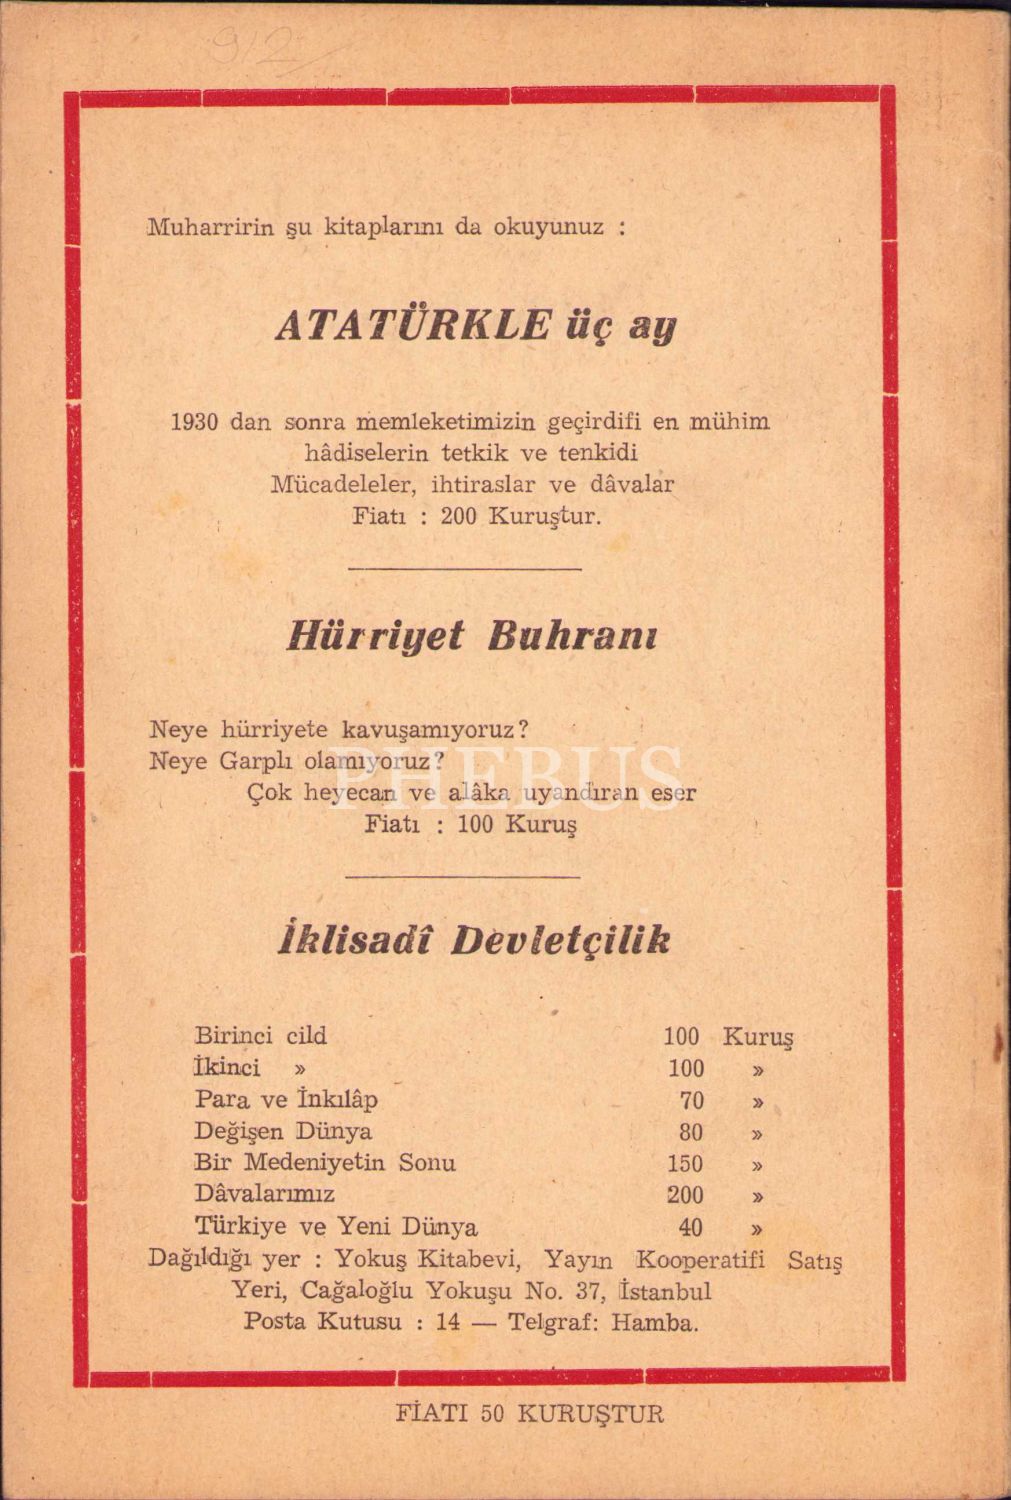 912
Muharririn şu kitaplarını da okuyunuz :
ATATÜRKLE üç ay
1930 dan sonra memleketimizin geçirdifi en mühim
hâdiselerin tetkik ve tenkidi
Mücadeleler, ihtiraslar ve dâvalar
Fiatı : 200 Kuruştur.
Hürriyet Buhranı
Neye hürriyete kavuşamıyoruz?
Neye Garplı olamıyoruz?
PHEBUS
Çok heyecan ve alâka uyandıran eser
Fiatı : 100 Kuruş
İklisadî Devletçilik
Birinci cild 100 Kuruş
İkinci » 100 »
Para ve İnkılâp 70 »
Değişen Dünya 80 »
Bir Medeniyetin Sonu 150 »
Dâvalarımız 200 »
Türkiye ve Yeni Dünya 40 »
Dağıldığı yer : Yokuş Kitabevi, Yayın Kooperatifi Satış
Yeri, Cağaloğlu Yokuşu No. 37, İstanbul
Posta Kutusu : 14 — Telgraf: Hamba.
FİATI 50 KURUŞTUR